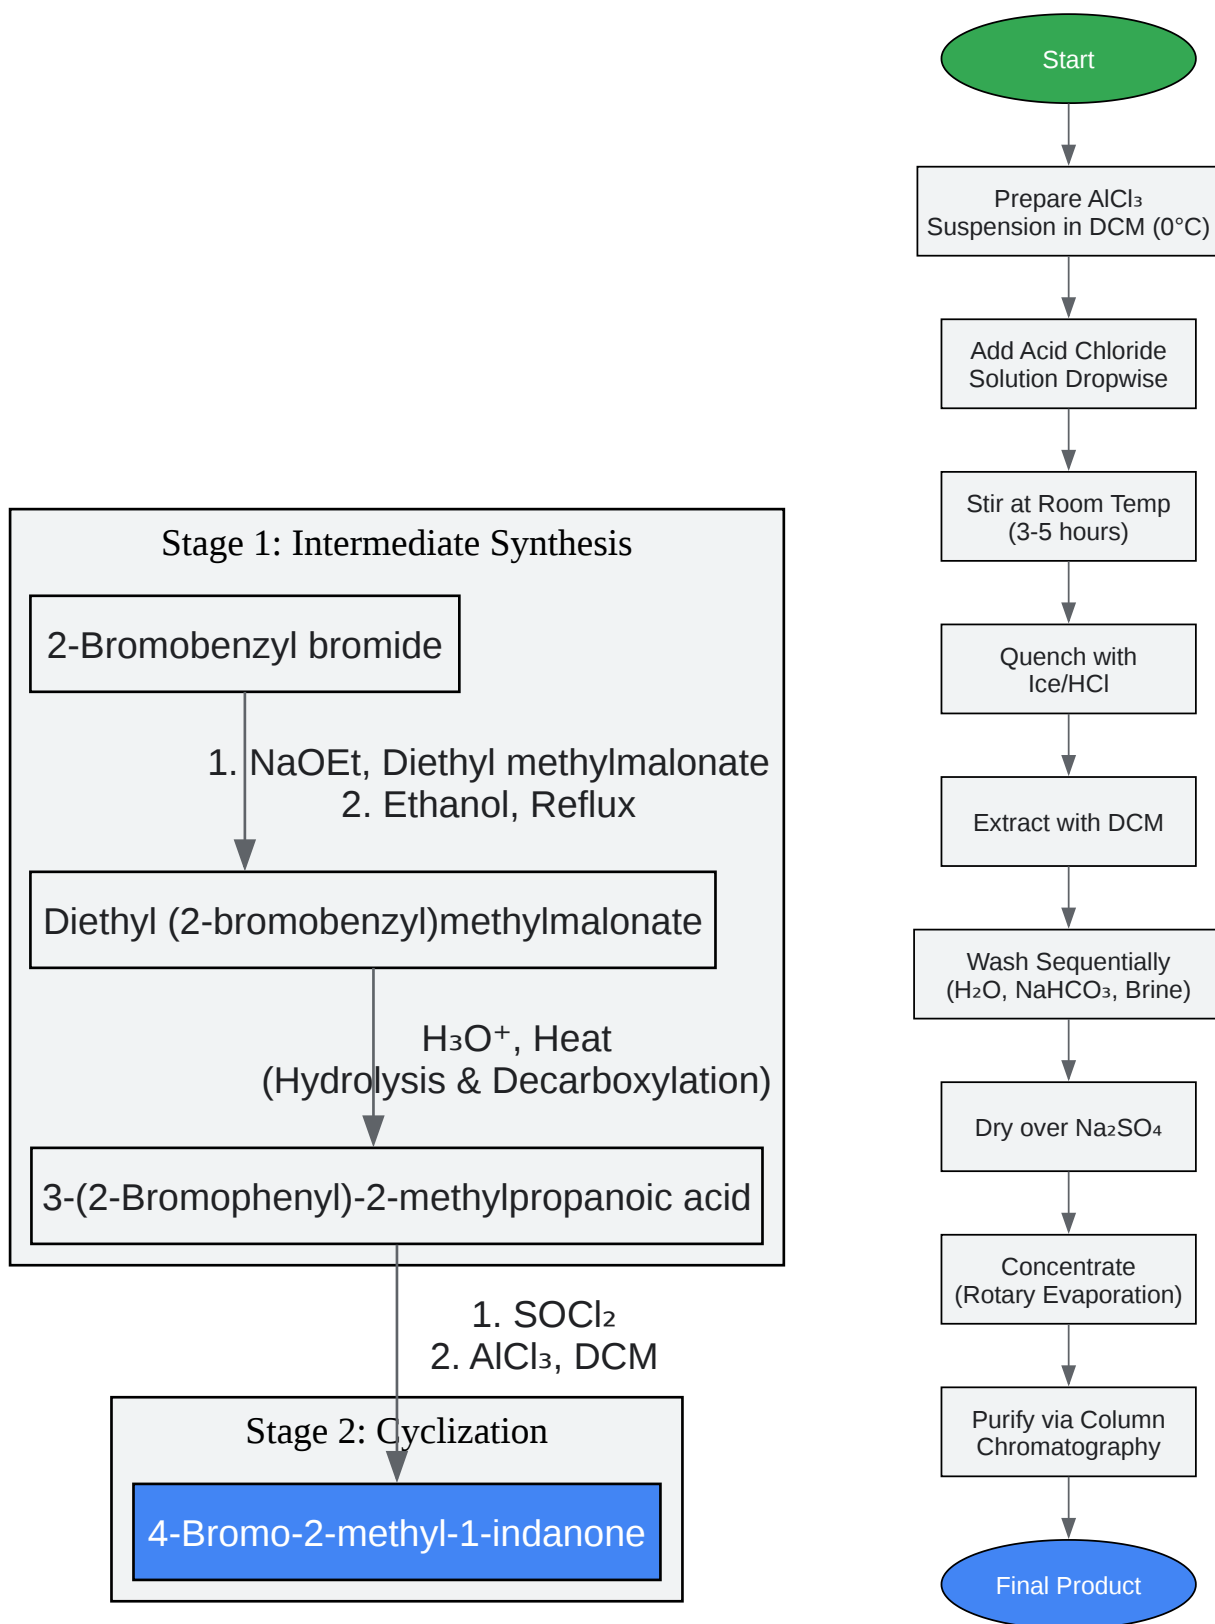 Stage 1: Intermediate Synthesis
2-Bromobenzyl bromide
1. NaOEt, Diethyl methylmalonate
2. Ethanol, Reflux
Diethyl (2-bromobenzyl)methylmalonate
H₃O⁺, Heat
(Hydrolysis & Decarboxylation)
3-(2-Bromophenyl)-2-methylpropanoic acid
1. SOCl₂
2. AlCl₃, DCM
Stage 2: Cyclization
4-Bromo-2-methyl-1-indanone
Start
Prepare AlCl₃
Suspension in DCM (0°C)
Add Acid Chloride
Solution Dropwise
Stir at Room Temp
(3-5 hours)
Quench with
Ice/HCl
Extract with DCM
Wash Sequentially
(H₂O, NaHCO₃, Brine)
Dry over Na₂SO₄
Concentrate
(Rotary Evaporation)
Purify via Column
Chromatography
Final Product